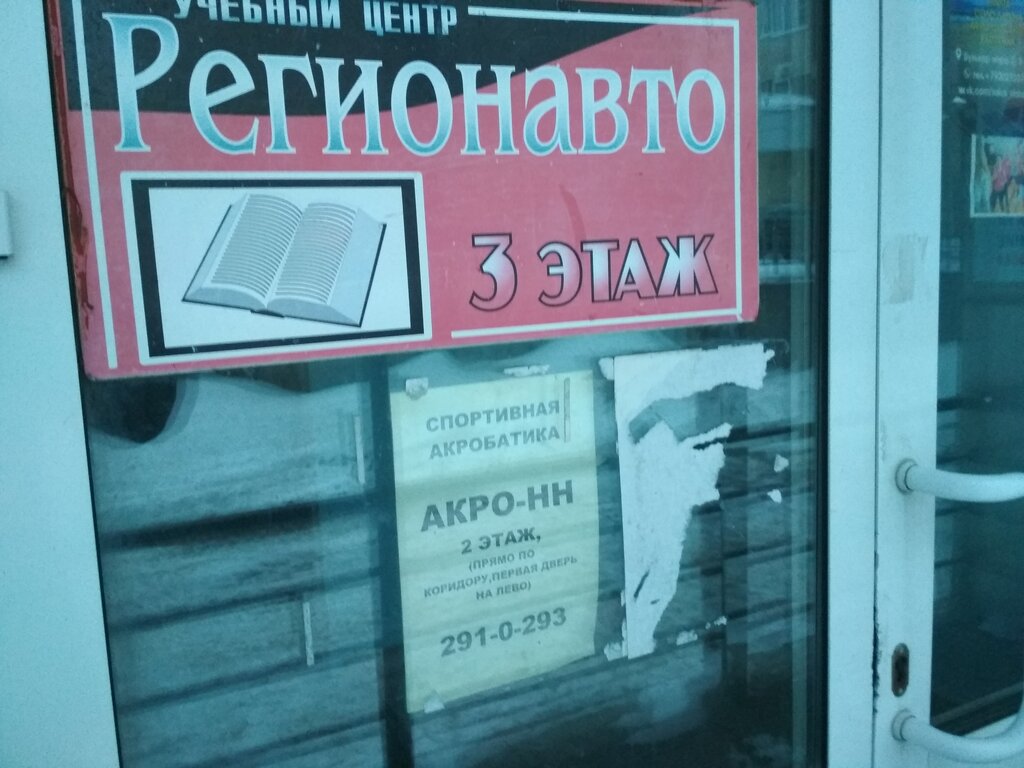 УЧЕБНЫЙ ЦЕНТР
Регионавто
3 ЭТАЖ
СПОРТИВНАЯ
АКРОБАТИКА
АКРО-НН
2 ЭТАЖ,
(ПРЯМО ПО
КОРИДОРУ,ПЕРВАЯ ДВЕРЬ
НА ЛЕВО)
291-0-293